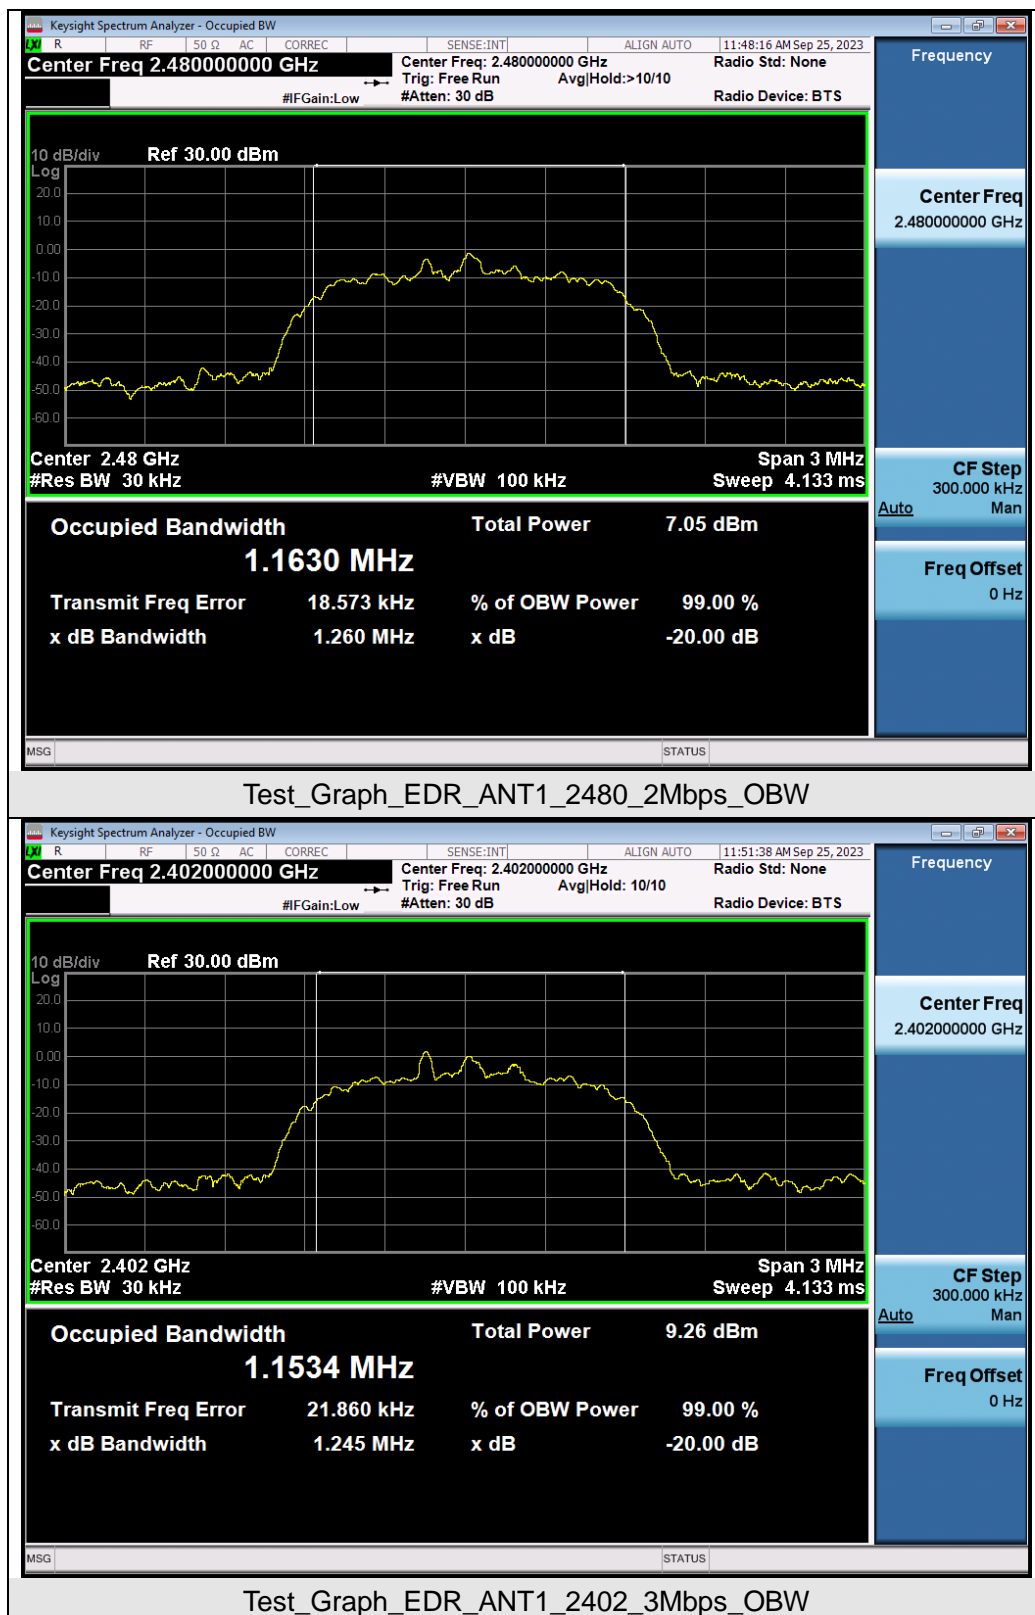 Keysight Spectrum Analyzer - Occupied BW
LXI R RF 50 Ω AC CORREC SENSE:INT ALIGN AUTO 11:48:16 AM Sep 25, 2023
Center Freq 2.480000000 GHz Center Freq: 2.480000000 GHz Radio Std: None
Trig: Free Run Avg|Hold:>10/10
#IFGain:Low #Atten: 30 dB Radio Device: BTS
Frequency
10 dB/div Ref 30.00 dBm
Log
20.0
10.0
0.00
-10.0
-20.0
-30.0
-40.0
-50.0
-60.0
Center 2.48 GHz Span 3 MHz
#Res BW 30 kHz #VBW 100 kHz Sweep 4.133 ms
Center Freq
2.480000000 GHz
CF Step
300.000 kHz
Auto Man
Freq Offset
0 Hz
Occupied Bandwidth Total Power 7.05 dBm
1.1630 MHz
Transmit Freq Error 18.573 kHz % of OBW Power 99.00 %
x dB Bandwidth 1.260 MHz x dB -20.00 dB
MSG STATUS
Test_Graph_EDR_ANT1_2480_2Mbps_OBW
Keysight Spectrum Analyzer - Occupied BW
LXI R RF 50 Ω AC CORREC SENSE:INT ALIGN AUTO 11:51:38 AM Sep 25, 2023
Center Freq 2.402000000 GHz Center Freq: 2.402000000 GHz Radio Std: None
Trig: Free Run Avg|Hold: 10/10
#IFGain:Low #Atten: 30 dB Radio Device: BTS
Frequency
10 dB/div Ref 30.00 dBm
Log
20.0
10.0
0.00
-10.0
-20.0
-30.0
-40.0
-50.0
-60.0
Center 2.402 GHz Span 3 MHz
#Res BW 30 kHz #VBW 100 kHz Sweep 4.133 ms
Center Freq
2.402000000 GHz
CF Step
300.000 kHz
Auto Man
Freq Offset
0 Hz
Occupied Bandwidth Total Power 9.26 dBm
1.1534 MHz
Transmit Freq Error 21.860 kHz % of OBW Power 99.00 %
x dB Bandwidth 1.245 MHz x dB -20.00 dB
MSG STATUS
Test_Graph_EDR_ANT1_2402_3Mbps_OBW